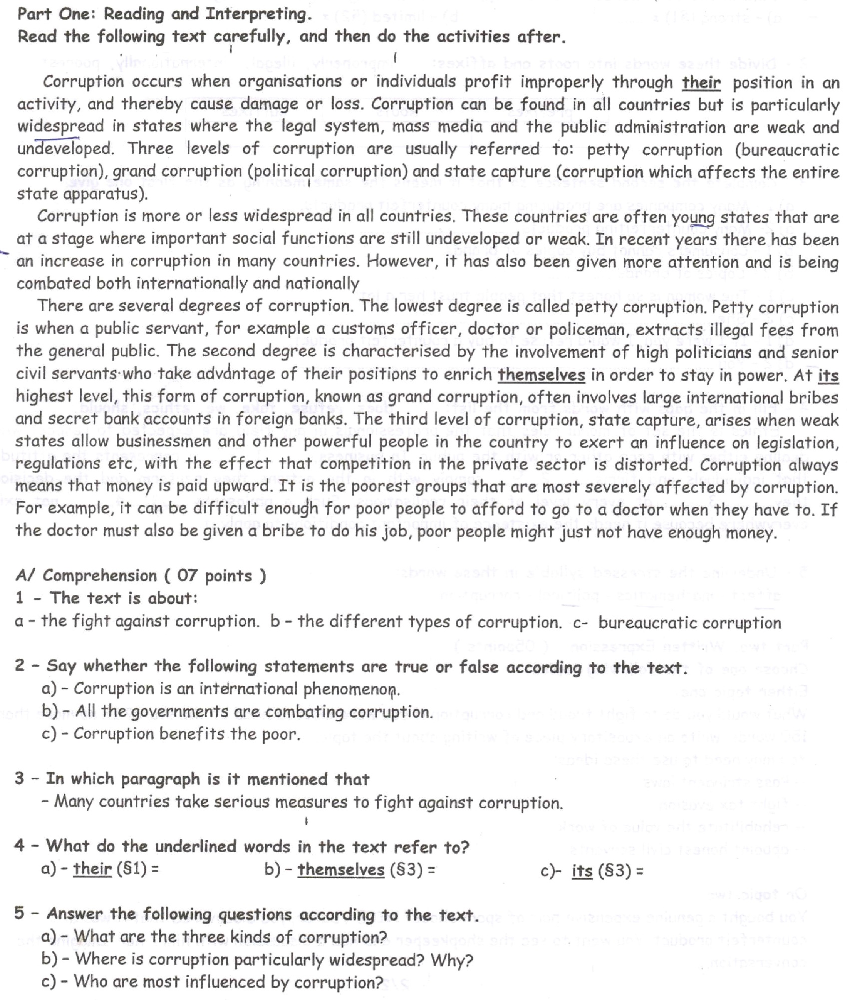 Part One: Reading and Interpreting.
Read the following text carefully, and then do the activities after.
Corruption occurs when organisations or individuals profit improperly through their position in an
activity, and thereby cause damage or loss. Corruption can be found in all countries but is particularly
widespread in states where the legal system, mass media and the public administration are weak and
undeveloped. Three levels of corruption are usually referred to: petty corruption (bureaucratic
corruption), grand corruption (political corruption) and state capture (corruption which affects the entire
state apparatus).
Corruption is more or less widespread in all countries. These countries are often young states that are
at a stage where important social functions are still undeveloped or weak. In recent years there has been
an increase in corruption in many countries. However, it has also been given more attention and is being
combated both internationally and nationally
There are several degrees of corruption. The lowest degree is called petty corruption. Petty corruption
is when a public servant, for example a customs officer, doctor or policeman, extracts illegal fees from
the general public. The second degree is characterised by the involvement of high politicians and senior
civil servants who take advantage of their positions to enrich themselves in order to stay in power. At its
highest level, this form of corruption, known as grand corruption, often involves large international bribes
and secret bank accounts in foreign banks. The third level of corruption, state capture, arises when weak
states allow businessmen and other powerful people in the country to exert an influence on legislation,
regulations etc, with the effect that competition in the private sector is distorted. Corruption always
means that money is paid upward. It is the poorest groups that are most severely affected by corruption.
For example, it can be difficult enough for poor people to afford to go to a doctor when they have to. If
the doctor must also be given a bribe to do his job, poor people might just not have enough money.
A/ Comprehension ( 07 points )
1 - The text is about:
a - the fight against corruption. b - the different types of corruption. c- bureaucratic corruption
2 - Say whether the following statements are true or false according to the text.
a) - Corruption is an international phenomenon.
b) - All the governments are combating corruption.
c) - Corruption benefits the poor.
3 - In which paragraph is it mentioned that
- Many countries take serious measures to fight against corruption.
4 - What do the underlined words in the text refer to?
a) - their (§1) = b) - themselves (§3) = c)- its (§3) =
5 - Answer the following questions according to the text.
a) - What are the three kinds of corruption?
b) - Where is corruption particularly widespread? Why?
c) - Who are most influenced by corruption?